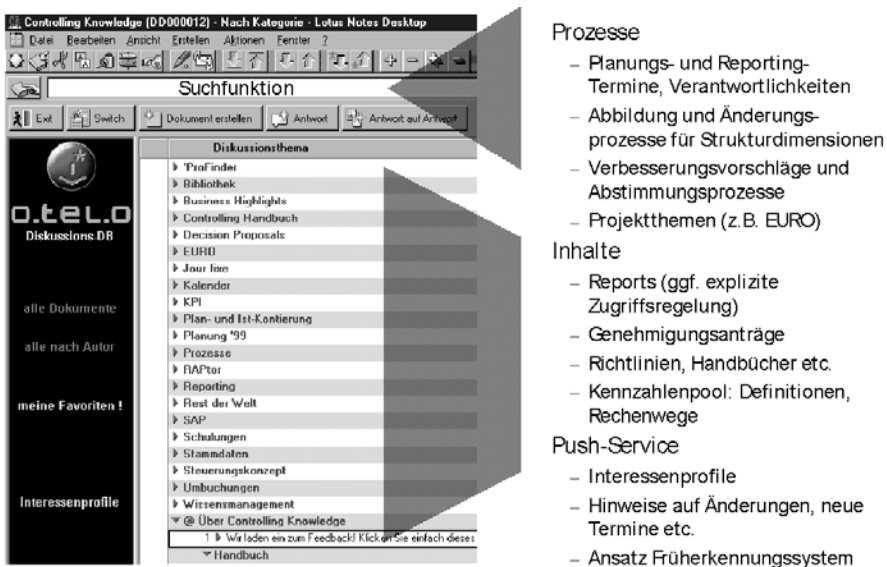 Controlling Knowledge (DD000012) - Nach Kategorie - Lotus Notes Desktop
Datei Bearbeiten Ansicht Erstellen Aktionen Fenster ?
Suchfunktion
Exit Switch Dokument erstellen Antwort Antwort auf Antwort
Diskussionsthema
'ProFinder
Bibliothek
Business Highlights
Controlling Handbuch
Decision Proposals
EURO
Jour fixe
Kalender
KPI
Plan- und Ist-Kontierung
Planung '99
Prozesse
RAPtor
Reporting
Rest der Welt
SAP
Schulungen
Stammdaten
Steuerungskonzept
Umbuchungen
Wissensmanagement
@ Über Controlling Knowledge
1 Wir laden ein zum Feedback! Klicken Sie einfach dieses
Handbuch
o.tel.o
Diskussions-DB
alle Dokumente
alle nach Autor
meine Favoriten !
Interessenprofile
Prozesse
– Planungs- und Reporting-
Termine, Verantwortlichkeiten
– Abbildung und Änderungs-
prozesse für Strukturdimensionen
– Verbesserungsvorschläge und
Abstimmungsprozesse
– Projektthemen (z.B. EURO)
Inhalte
– Reports (ggf. explizite
Zugriffsregelung)
– Genehmigungsanträge
– Richtlinien, Handbücher etc.
– Kennzahlenpool: Definitionen,
Rechenwege
Push-Service
– Interessenprofile
– Hinweise auf Änderungen, neue
Termine etc.
– Ansatz Früherkennungssystem